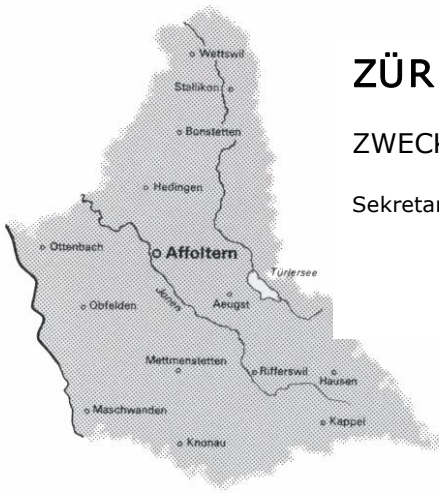 ZÜR
ZWECK
Sekretar
Wettswil
Stallikon
Bonstetten
Hedingen
Ottenbach
Affoltern
Türlersee
Jonen
Obfelden
Aeugst
Mettmenstetten
Rifferswil
Hausen
Maschwanden
Kappel
Knonau